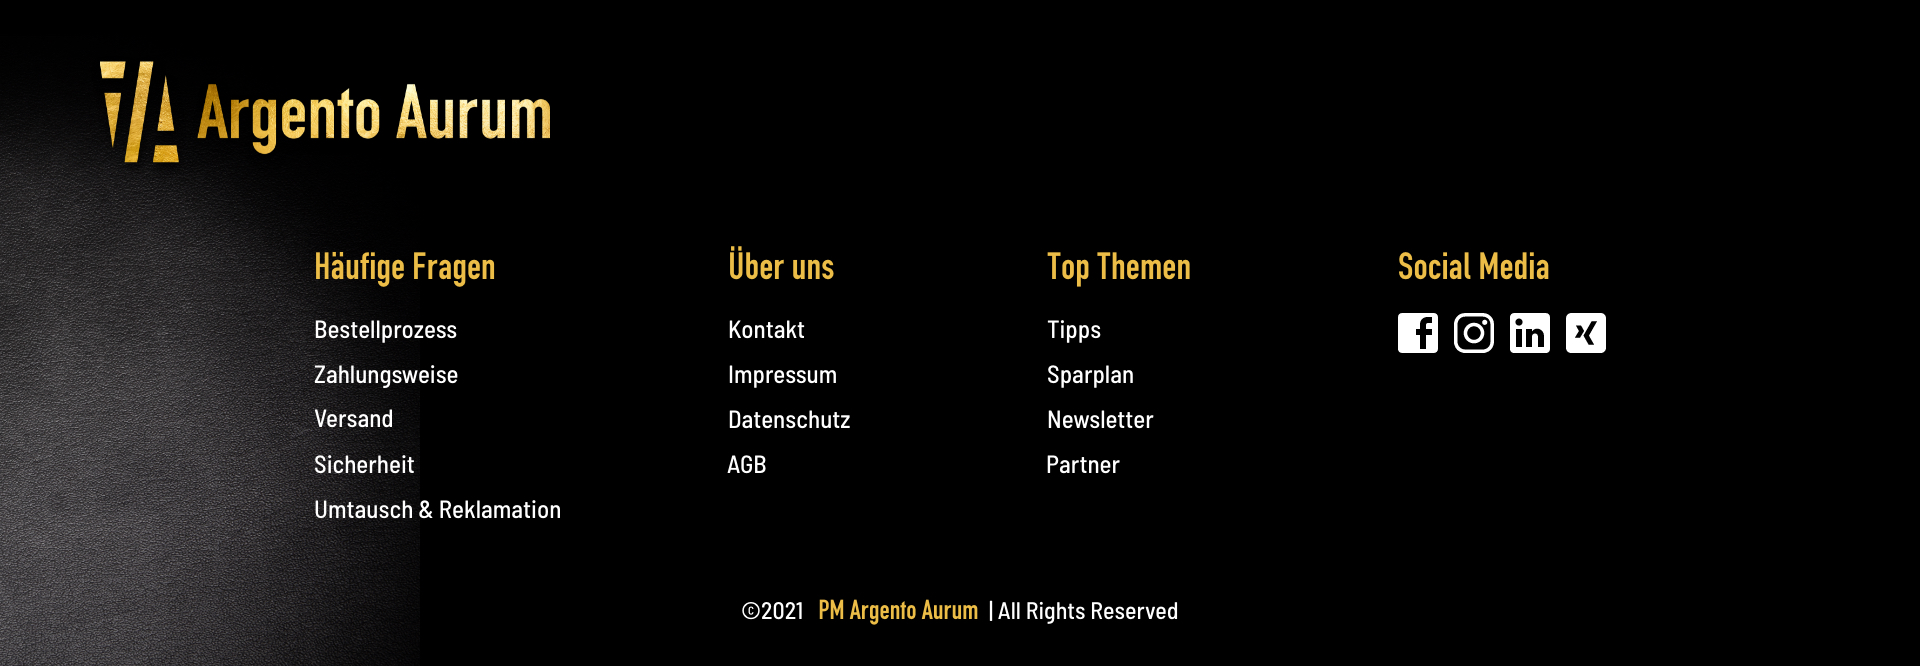 Argento Aurum
Häufige Fragen
Bestellprozess
Zahlungsweise
Versand
Sicherheit
Umtausch & Reklamation
Über uns
Kontakt
Impressum
Datenschutz
AGB
Top Themen
Tipps
Sparplan
Newsletter
Partner
Social Media
©2021 PM Argento Aurum | All Rights Reserved